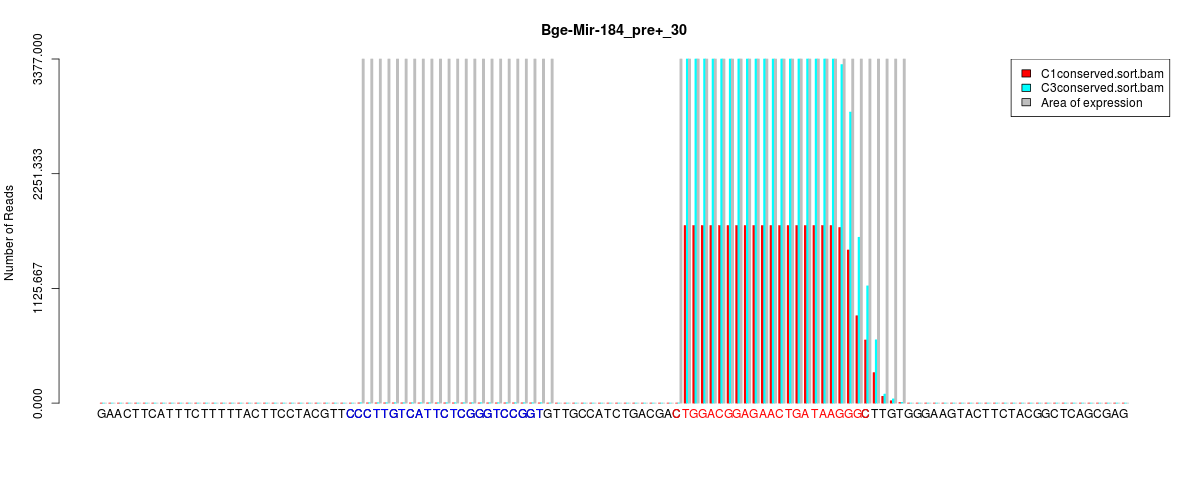 Bge-Mir-184_pre+_30
Number of Reads
3377.000
2251.333
1125.667
0.000
C1conserved.sort.bam
C3conserved.sort.bam
Area of expression
GAACTTCATTTCTTTTTACTTCCTACGTTCCCTTGTCATTCTCGGGTCCGGTGTTGCCATCTGACGACTGGACGGAGAACTGATAAGGGCTTGTGGGAAGTACTTCTACGGCTCAGCGAG